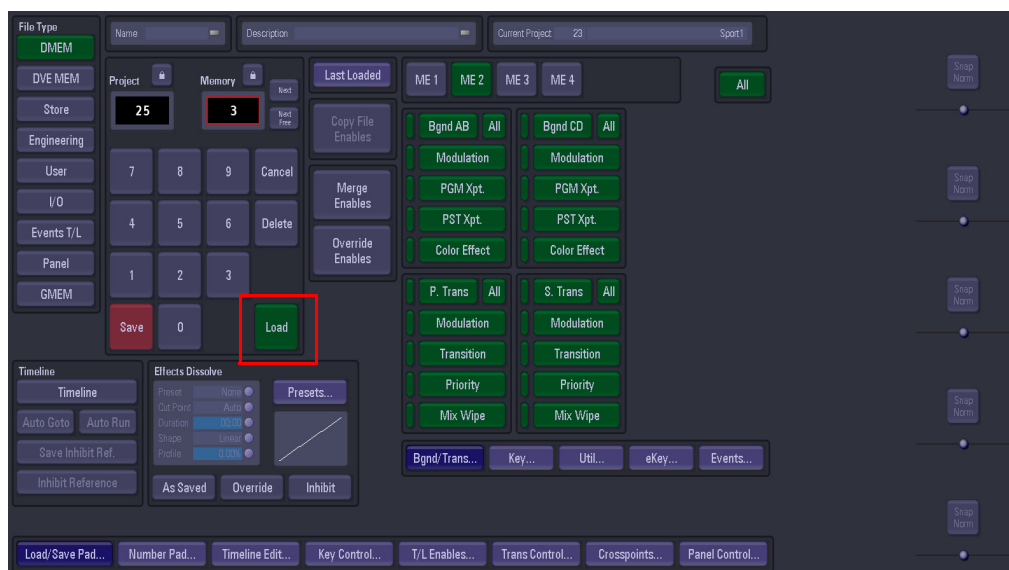 File Type
DMEM
DVE MEM
Store
Engineering
User
I/O
Events T/L
Panel
GMEM
Name
Description
Current Project 23 Sport1
Project Memory
25 3
Next
Next Free
7 8 9 Cancel
4 5 6 Delete
1 2 3
Save 0 Load
Last Loaded
Copy File
Enables
Merge
Enables
Override
Enables
ME 1 ME 2 ME 3 ME 4
All
Bgnd AB All
Modulation
PGM Xpt.
PST Xpt.
Color Effect
Bgnd CD All
Modulation
PGM Xpt.
PST Xpt.
Color Effect
P. Trans All
Modulation
Transition
Priority
Mix Wipe
S. Trans All
Modulation
Transition
Priority
Mix Wipe
Bgnd/Trans... Key... Util... eKey... Events...
Timeline
Timeline
Auto Goto Auto Run
Save Inhibit Ref.
Inhibit Reference
Effects Dissolve
Preset None
Cut Point Auto
Duration 00:00
Shape Linear
Profile 0.00%
Presets...
As Saved Override Inhibit
Snap
Norm
Snap
Norm
Snap
Norm
Snap
Norm
Snap
Norm
Load/Save Pad... Number Pad... Timeline Edit... Key Control... T/L Enables... Trans Control... Crosspoints... Panel Control...